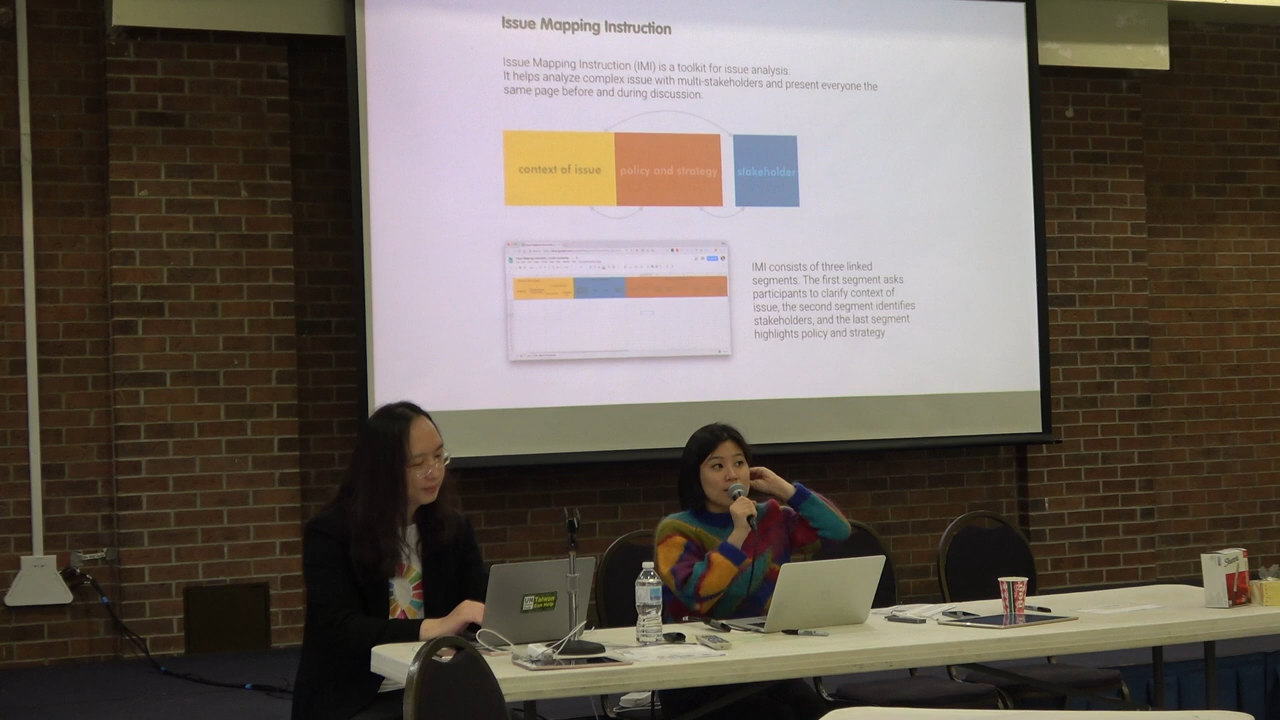 Issue Mapping Instruction
Issue Mapping Instruction (IMI) is a toolkit for issue analysis.
It helps analyze complex issue with multi-stakeholders and present everyone the
same page before and during discussion.
context of issue
policy and strategy
stakeholder
IMI consists of three linked
segments. The first segment asks
participants to clarify context of
issue, the second segment identifies
stakeholders, and the last segment
highlights policy and strategy
UN
Taiwan
Can Help